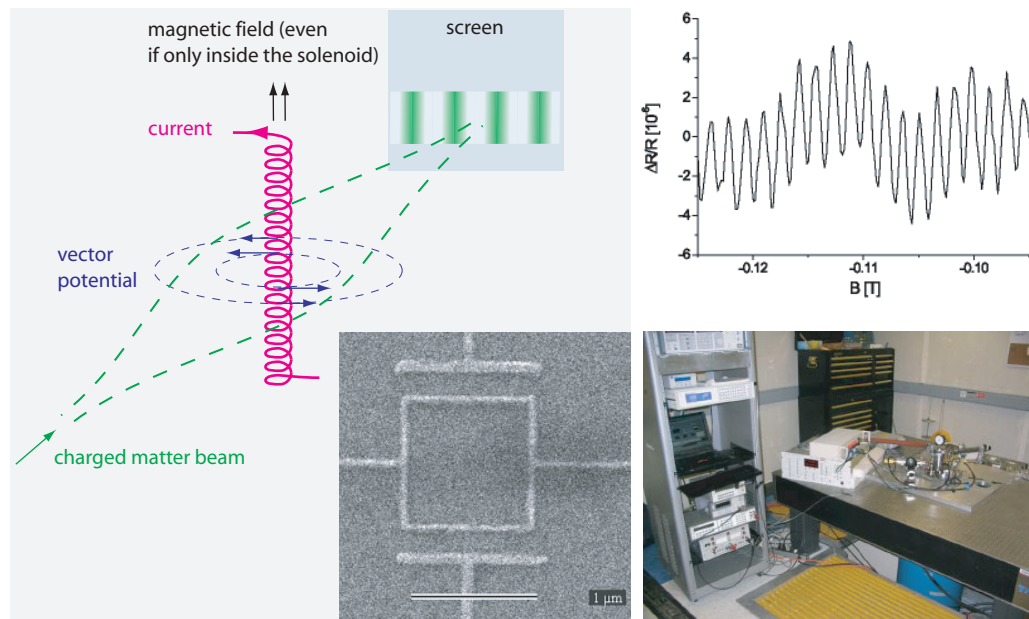 magnetic field (even
if only inside the solenoid)
screen
current
vector
potential
charged matter beam
1 µm
6
4
2
0
-2
-4
-6
ΔR/R [10⁻⁶]
-0.12
-0.11
-0.10
B [T]